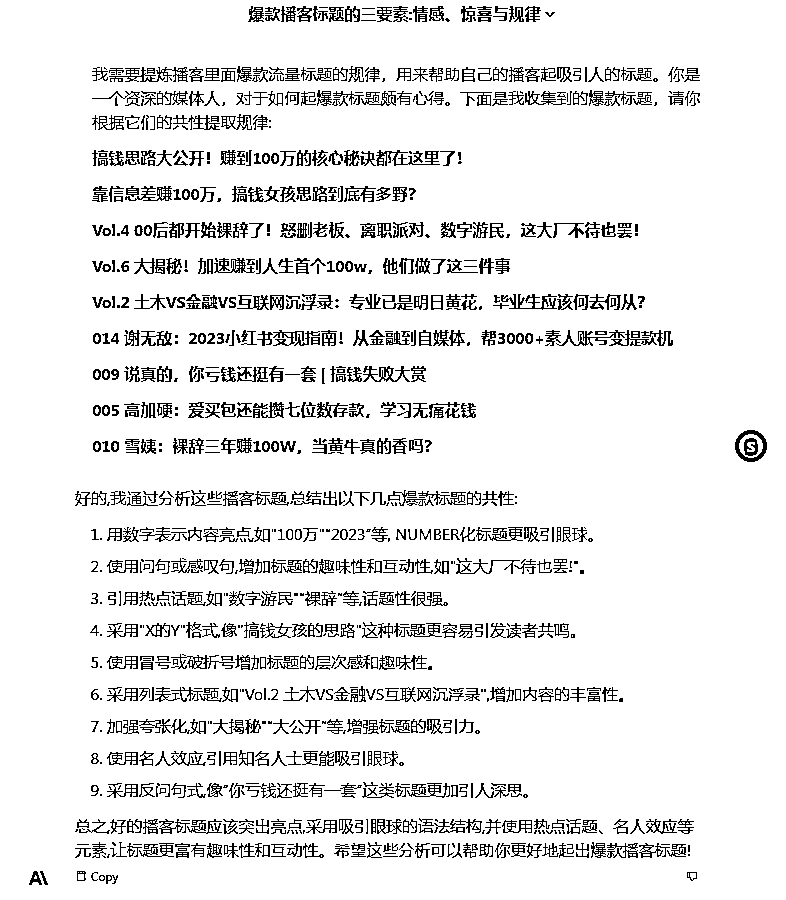 爆款播客标题的三要素:情感、惊喜与规律
我需要提炼播客里面爆款流量标题的规律，用来帮助自己的播客起吸引人的标题。你是
一个资深的媒体人，对于如何起爆款标题颇有心得。下面是我收集到的爆款标题，请你
根据它们的共性提取规律:
搞钱思路大公开！赚到100万的核心秘诀都在这里了！
靠信息差赚100万，搞钱女孩思路到底有多野？
Vol.4 00后都开始裸辞了！怒删老板、离职派对、数字游民，这大厂不待也罢！
Vol.6 大揭秘！加速赚到人生首个100w，他们做了这三件事
Vol.2 土木VS金融VS互联网沉浮录：专业已是明日黄花，毕业生应该何去何从？
014 谢无敌：2023小红书变现指南！从金融到自媒体，帮3000+素人账号变提款机
009 说真的，你亏钱还挺有一套 | 搞钱失败大赏
005 高加硬：爱买包还能攒七位数存款，学习无痛花钱
010 雪姨：裸辞三年赚100W，当黄牛真的香吗？
好的,我通过分析这些播客标题,总结出以下几点爆款标题的共性:
1. 用数字表示内容亮点,如"100万""2023"等, NUMBER化标题更吸引眼球。
2. 使用问句或感叹句,增加标题的趣味性和互动性,如"这大厂不待也罢!"。
3. 引用热点话题,如"数字游民""裸辞"等,话题性很强。
4. 采用"X的Y"格式,像"搞钱女孩的思路"这种标题更容易引发读者共鸣。
5. 使用冒号或破折号增加标题的层次感和趣味性。
6. 采用列表式标题,如"Vol.2 土木VS金融VS互联网沉浮录",增加内容的丰富性。
7. 加强夸张化,如"大揭秘""大公开"等,增强标题的吸引力。
8. 使用名人效应,引用知名人士更能吸引眼球。
9. 采用反问句式,像"你亏钱还挺有一套"这类标题更加引人深思。
总之,好的播客标题应该突出亮点,采用吸引眼球的语法结构,并使用热点话题、名人效应等
元素,让标题更富有趣味性和互动性。希望这些分析可以帮助你更好地起出爆款播客标题!
A\ Copy